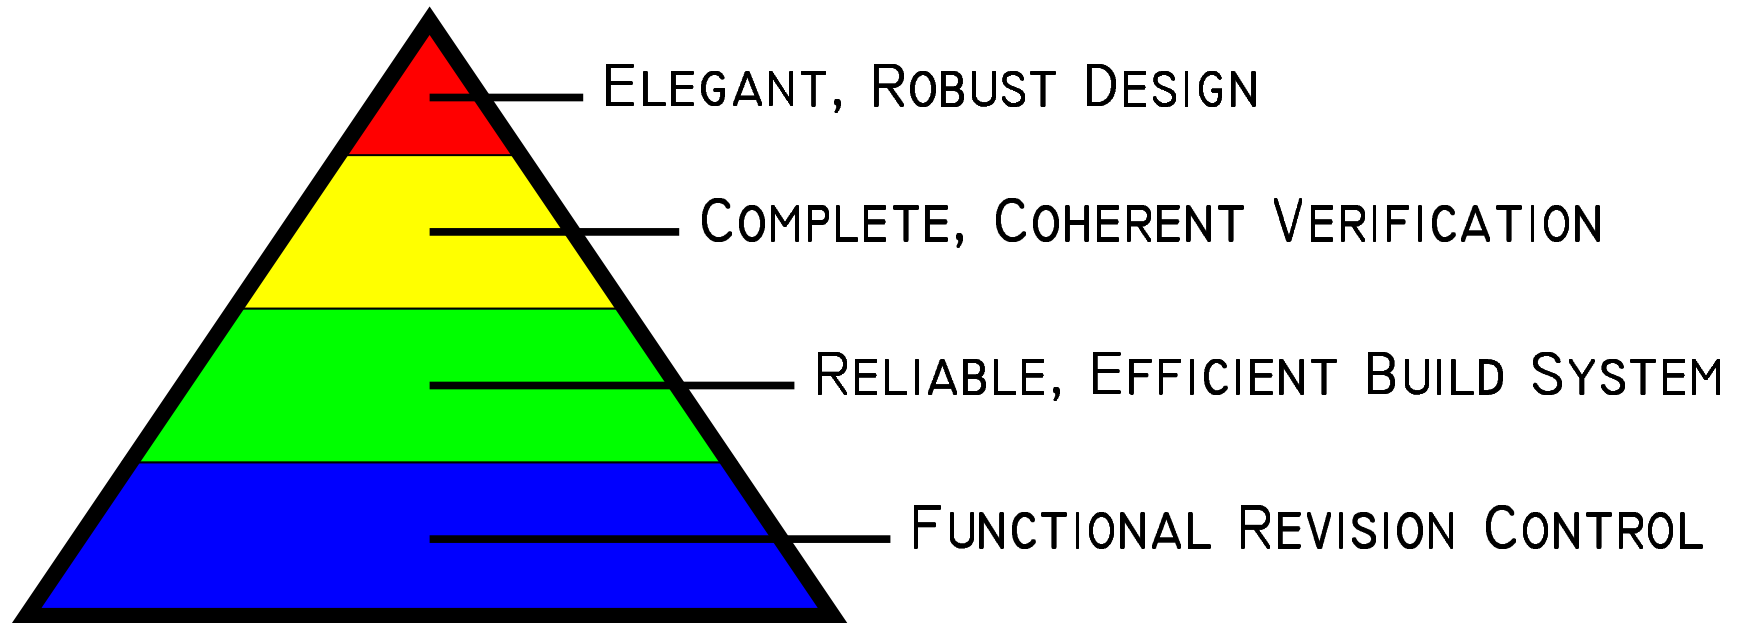 Elegant, Robust Design
Complete, Coherent Verification
Reliable, Efficient Build System
Functional Revision Control